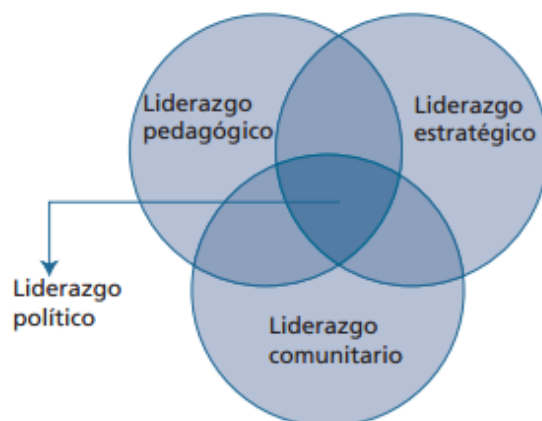 Liderazgo
pedagógico
Liderazgo
estratégico
Liderazgo
político
Liderazgo
comunitario